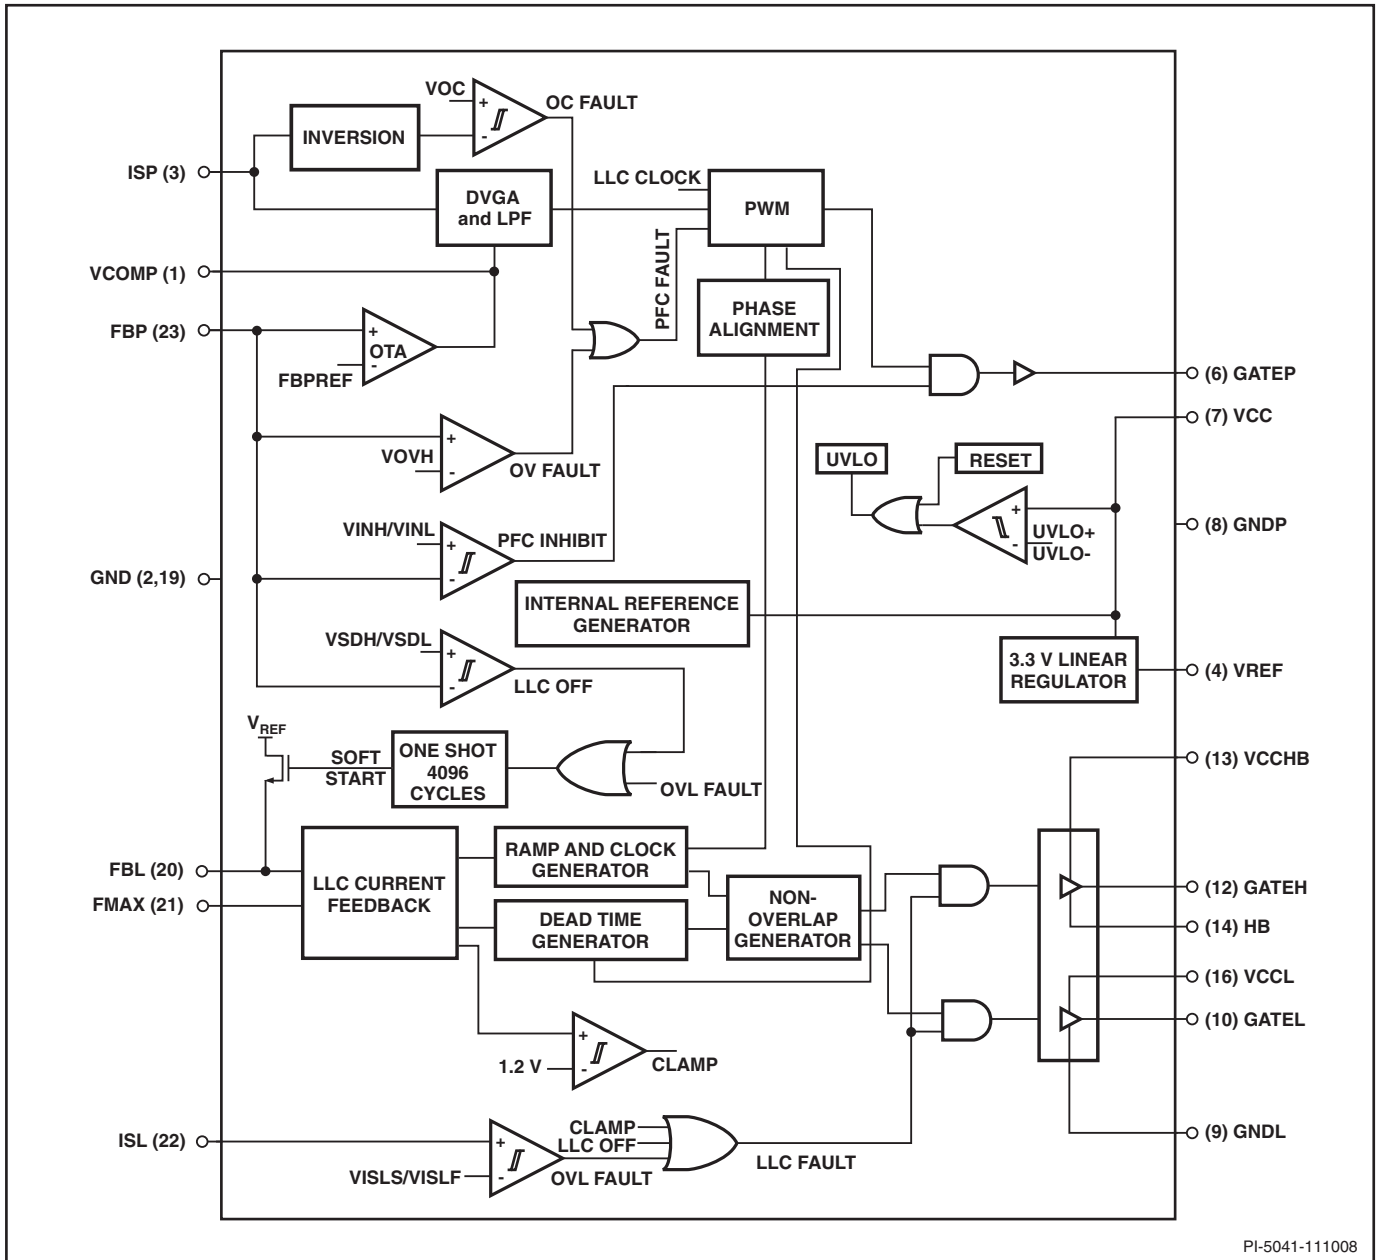 VOC
+
-
OC FAULT
INVERSION
ISP (3)
DVGA
and LPF
LLC CLOCK
PWM
VCOMP (1)
PFC FAULT
PHASE
ALIGNMENT
FBP (23)
+
OTA
-
FBPREF
(6) GATEP
(7) VCC
VOVH
+
-
OV FAULT
UVLO
RESET
+
-
UVLO+
UVLO-
(8) GNDP
VINH/VINL
+
-
PFC INHIBIT
GND (2,19)
INTERNAL REFERENCE
GENERATOR
VSDH/VSDL
+
-
LLC OFF
3.3 V LINEAR
REGULATOR
(4) VREF
VREF
SOFT
START
ONE SHOT
4096
CYCLES
OVL FAULT
(13) VCCHB
FBL (20)
FMAX (21)
LLC CURRENT
FEEDBACK
RAMP AND CLOCK
GENERATOR
DEAD TIME
GENERATOR
NON-
OVERLAP
GENERATOR
(12) GATEH
(14) HB
(16) VCCL
(10) GATEL
+
-
1.2 V
CLAMP
ISL (22)
+
-
VISLS/VISLF
CLAMP
LLC OFF
OVL FAULT
LLC FAULT
(9) GNDL
PI-5041-111008